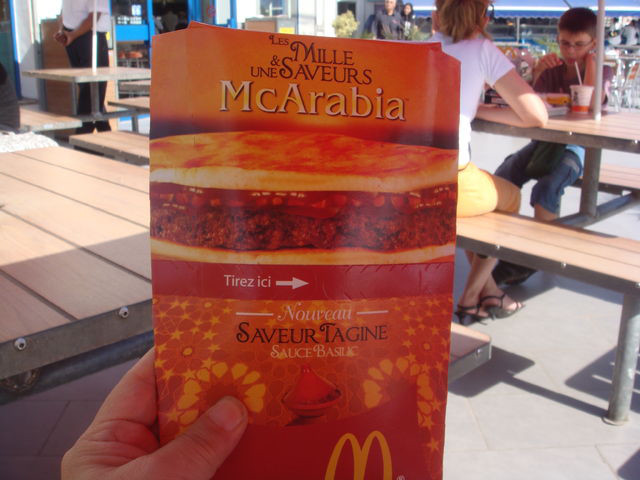 LES MILLE
& UNE SAVEURS
McArabia
Tirez ici
Nouveau
SAVEUR TAGINE
SAUCE BASILIC